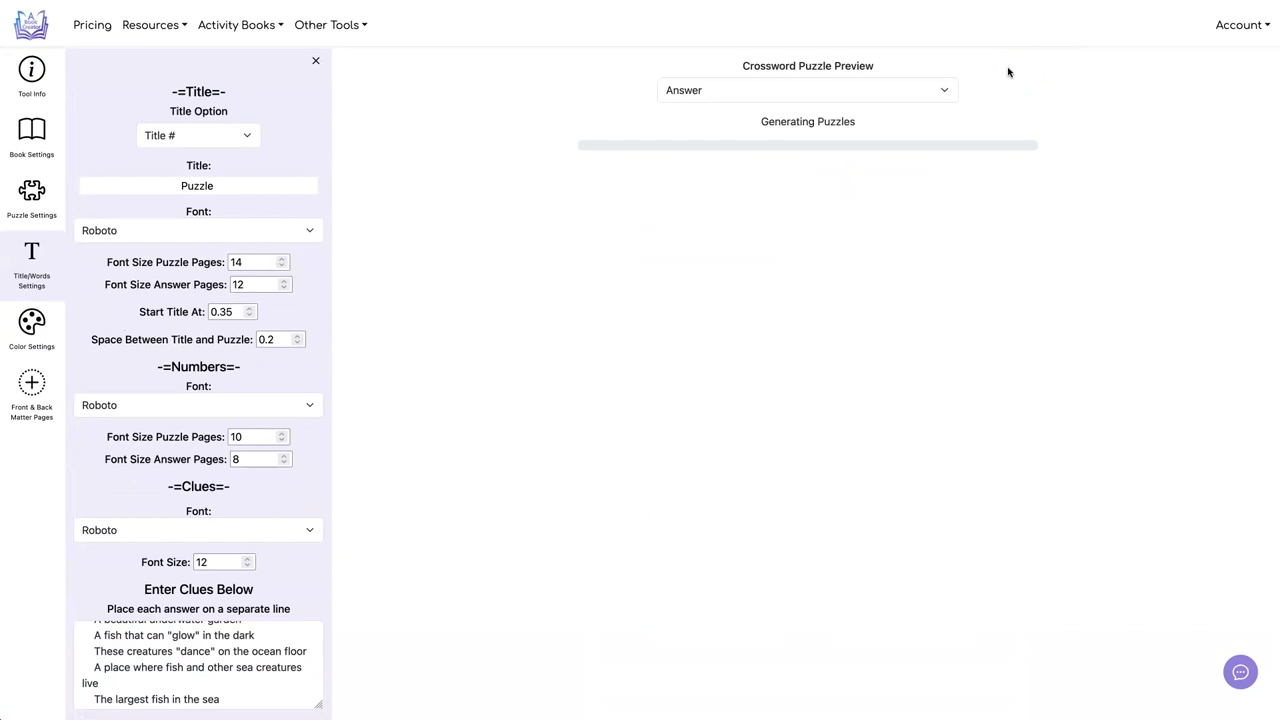 A
Book
Creator
Pricing
Resources
Activity Books
Other Tools
Account
Tool Info
Book Settings
Puzzle Settings
T
Title/Words
Settings
Color Settings
Front & Back
Matter Pages
×
-=Title=-
Title Option
Title #
Title:
Puzzle
Font:
Roboto
Font Size Puzzle Pages: 14
Font Size Answer Pages: 12
Start Title At: 0.35
Space Between Title and Puzzle: 0.2
-=Numbers=-
Font:
Roboto
Font Size Puzzle Pages: 10
Font Size Answer Pages: 8
-=Clues=-
Font:
Roboto
Font Size: 12
Enter Clues Below
Place each answer on a separate line
A beautiful underwater garden
A fish that can "glow" in the dark
These creatures "dance" on the ocean floor
A place where fish and other sea creatures
live
The largest fish in the sea
Crossword Puzzle Preview
Answer
Generating Puzzles